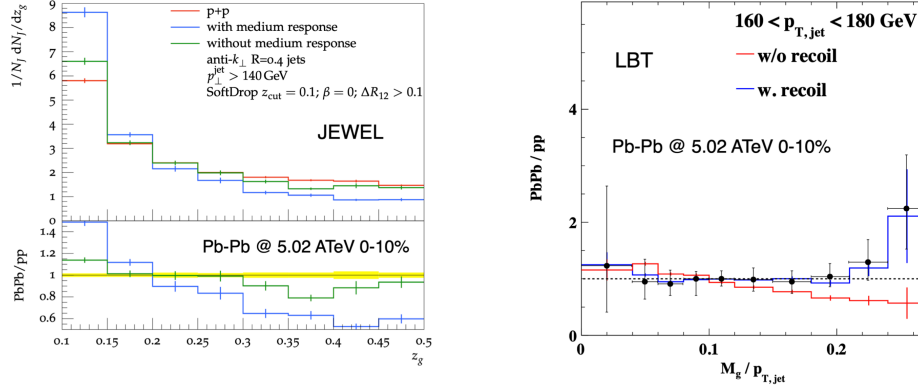 1/N_J dN_J/dz_g
9
8
7
6
5
4
3
2
1
0
p+p
with medium response
without medium response
anti-k⊥ R=0.4 jets
p⊥^jet > 140 GeV
SoftDrop z_cut = 0.1; β = 0; ΔR_12 > 0.1
JEWEL
PbPb/pp
1.4
1.2
1
0.8
0.6
Pb-Pb @ 5.02 ATeV 0-10%
0.1 0.15 0.2 0.25 0.3 0.35 0.4 0.45 0.5
z_g
160 < p_T,jet < 180 GeV
LBT
w/o recoil
w. recoil
Pb-Pb @ 5.02 ATeV 0-10%
PbPb / pp
4
2
0
0 0.1 0.2
M_g / p_T,jet